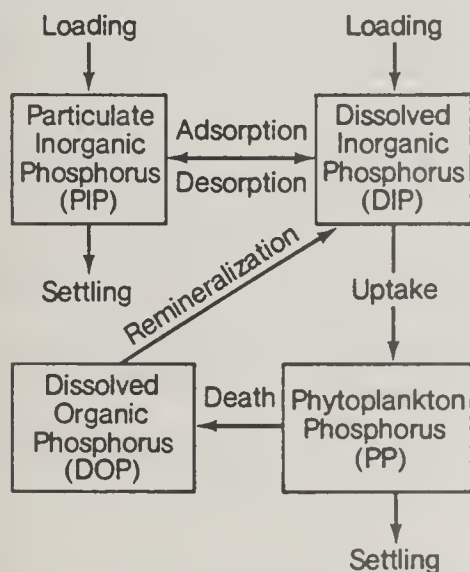 Loading
Loading
Particulate
Inorganic
Phosphorus
(PIP)
Adsorption
Desorption
Dissolved
Inorganic
Phosphorus
(DIP)
Settling
Remineralization
Uptake
Dissolved
Organic
Phosphorus
(DOP)
Death
Phytoplankton
Phosphorus
(PP)
Settling